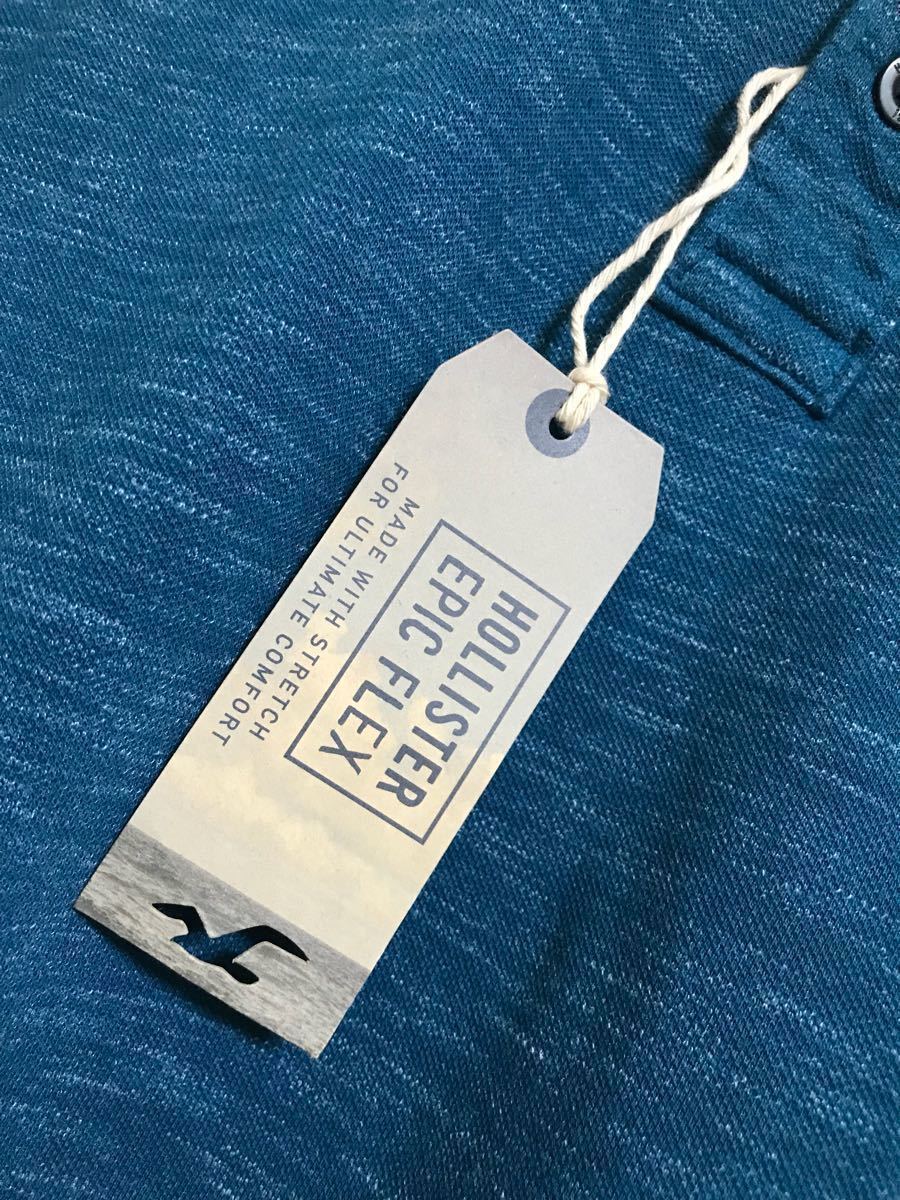 HOLLISTER
EPIC FLEX
MADE WITH STRETCH
FOR ULTIMATE COMFORT